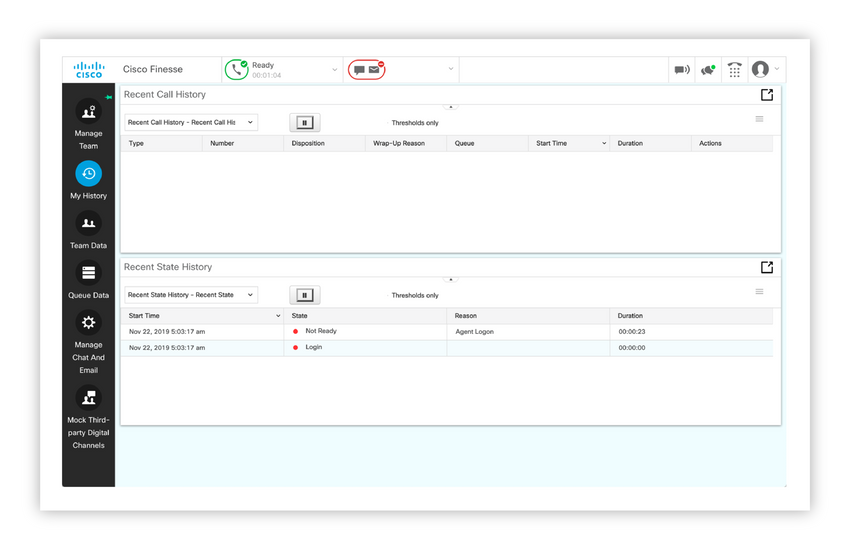 CISCO
Cisco Finesse
Ready
00:01:04
Manage
Team
My History
Team Data
Queue Data
Manage
Chat And
Email
Mock Third-
party Digital
Channels
Recent Call History
Recent Call History - Recent Call His
Thresholds only
Type Number Disposition Wrap-Up Reason Queue Start Time Duration Actions
Recent State History
Recent State History - Recent State
Thresholds only
Start Time State Reason Duration
Nov 22, 2019 5:03:17 am Not Ready Agent Logon 00:00:23
Nov 22, 2019 5:03:17 am Login 00:00:00